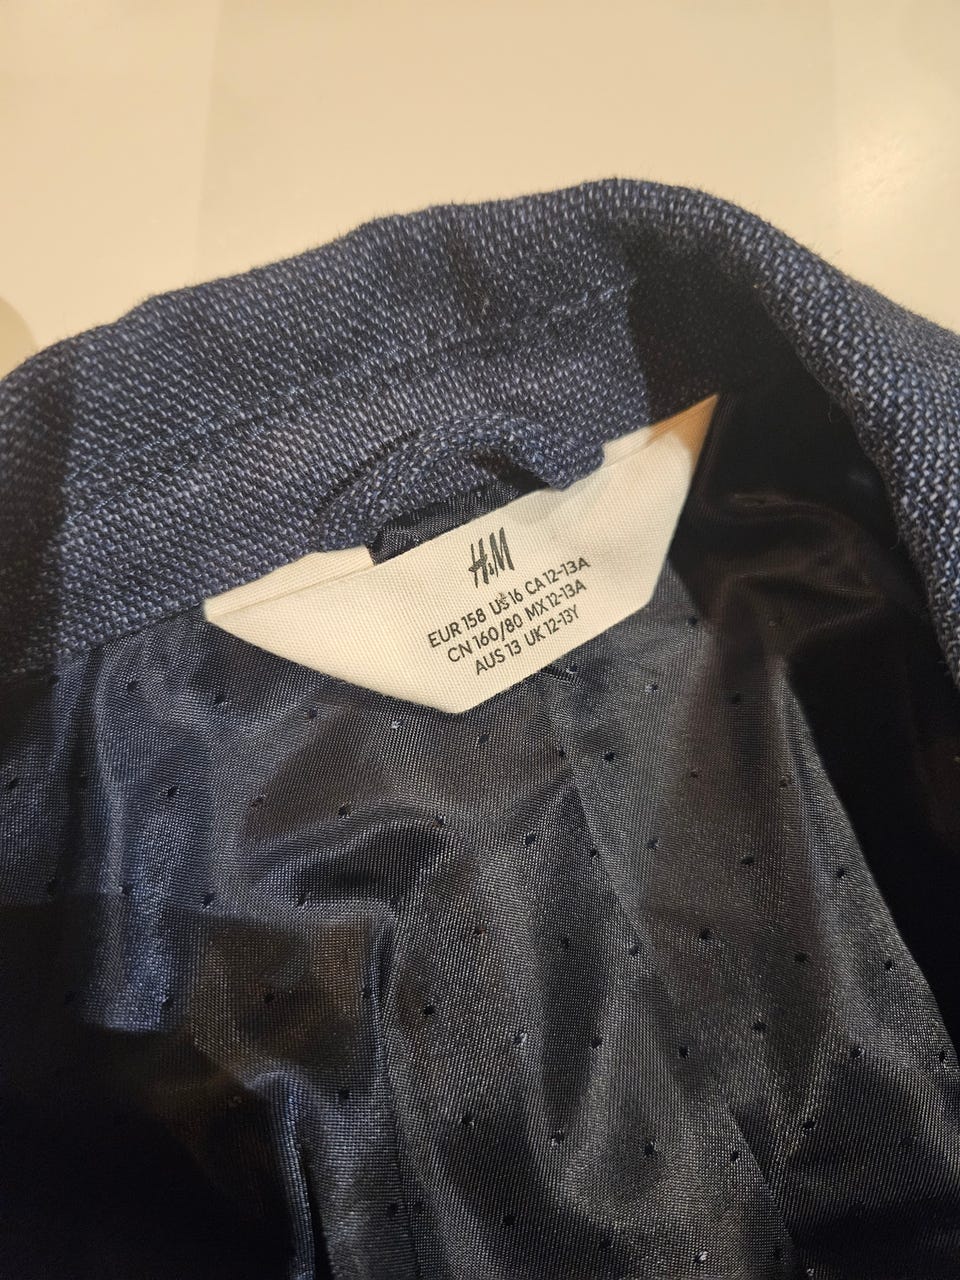 H&M
EUR 158 US 16 CA 12-13A
CN 160/80 MX 12-13A
AUS 13 UK 12-13Y